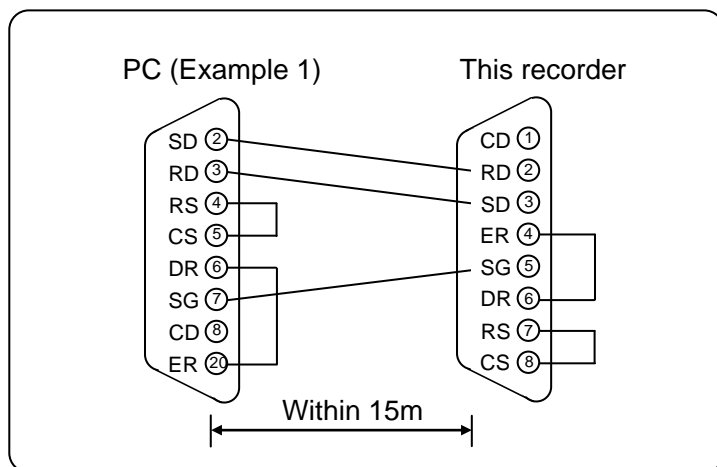 PC (Example 1) This recorder
SD 2 CD 1
RD 3 RD 2
RS 4 SD 3
CS 5 ER 4
DR 6 SG 5
SG 7 DR 6
CD 8 RS 7
ER 20 CS 8
Within 15m